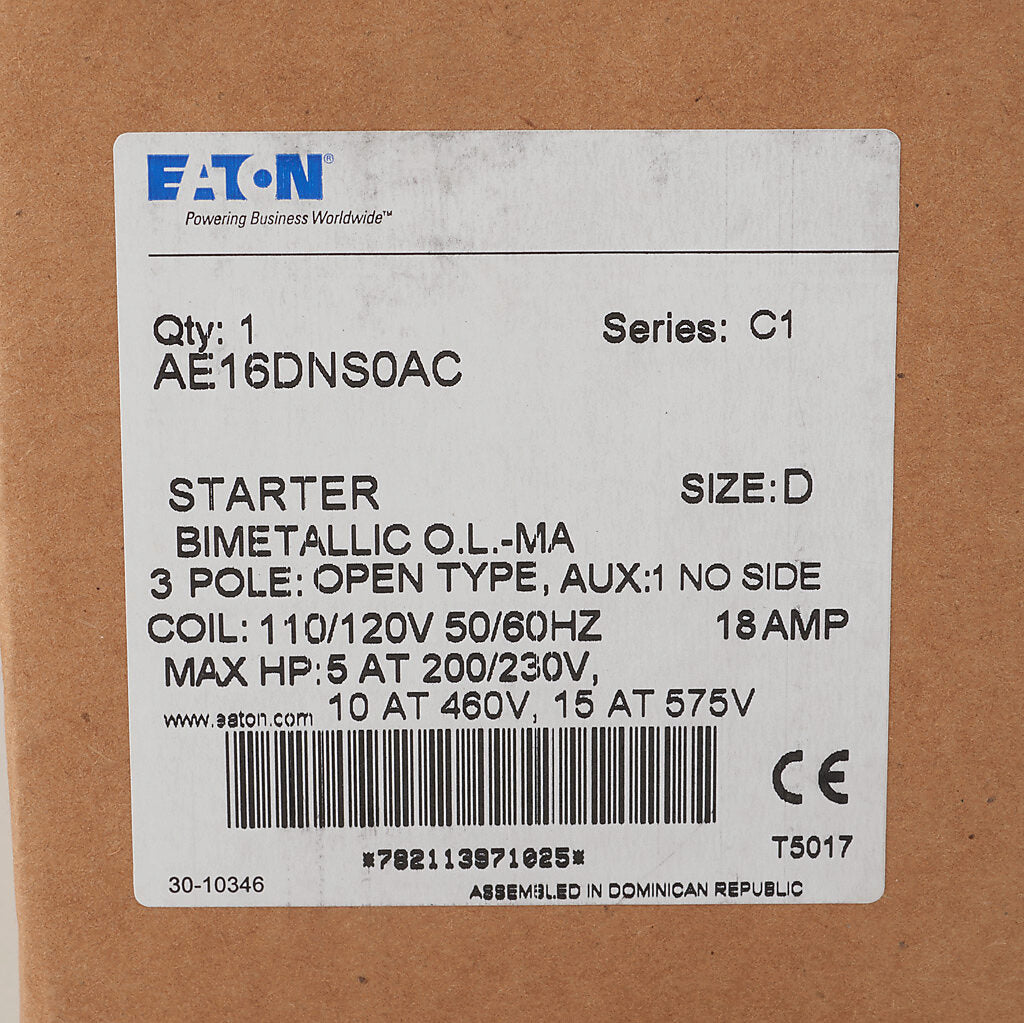 EATON®
Powering Business Worldwide™
Qty: 1 Series: C1
AE16DNS0AC
STARTER SIZE: D
BIMETALLIC O.L.-MA
3 POLE: OPEN TYPE, AUX:1 NO SIDE
COIL: 110/120V 50/60HZ 18 AMP
MAX HP: 5 AT 200/230V,
www.eaton.com 10 AT 460V, 15 AT 575V
CE
*782113971025*
T5017
30-10346
ASSEMBLED IN DOMINICAN REPUBLIC